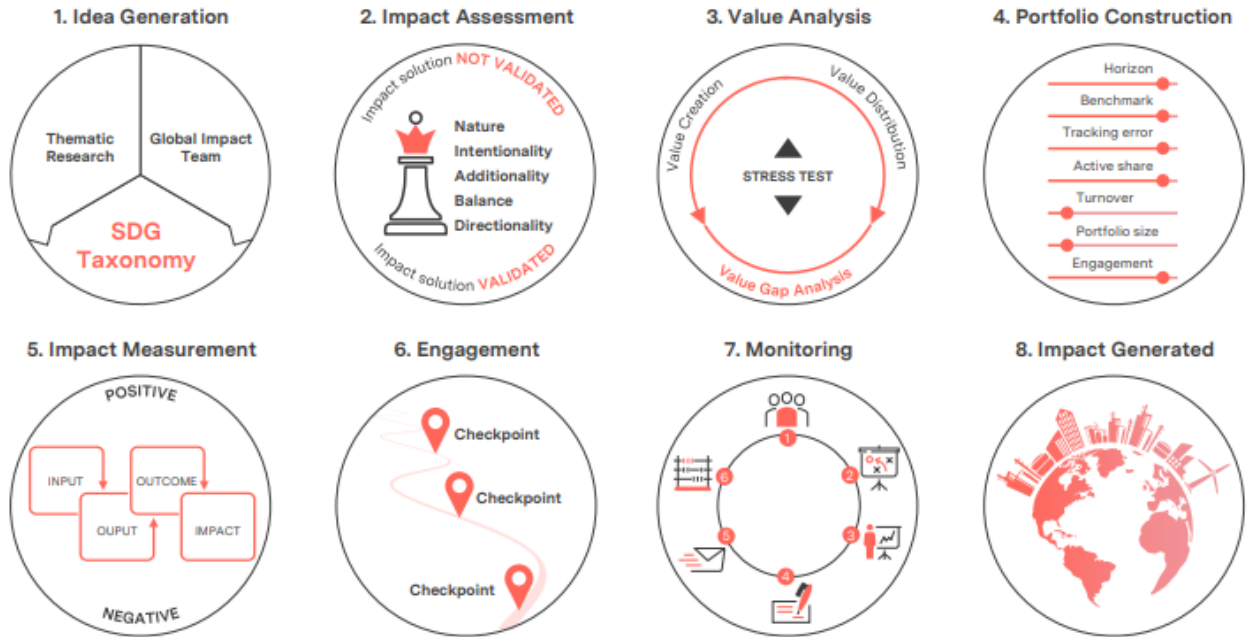 1. Idea Generation
Thematic
Research
Global Impact
Team
SDG
Taxonomy
2. Impact Assessment
Impact solution NOT VALIDATED
Nature
Intentionality
Additionality
Balance
Directionality
Impact solution VALIDATED
3. Value Analysis
Value Creation
Value Distribution
STRESS TEST
Value Gap Analysis
4. Portfolio Construction
Horizon
Benchmark
Tracking error
Active share
Turnover
Portfolio size
Engagement
5. Impact Measurement
POSITIVE
INPUT
OUTCOME
OUPUT
IMPACT
NEGATIVE
6. Engagement
Checkpoint
Checkpoint
Checkpoint
7. Monitoring
1
2
3
4
5
6
8. Impact Generated